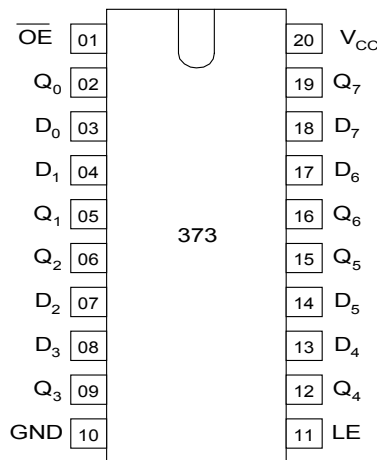 OE 01 20 VCC
Q0 02 19 Q7
D0 03 18 D7
D1 04 17 D6
Q1 05 16 Q6
373
Q2 06 15 Q5
D2 07 14 D5
D3 08 13 D4
Q3 09 12 Q4
GND 10 11 LE